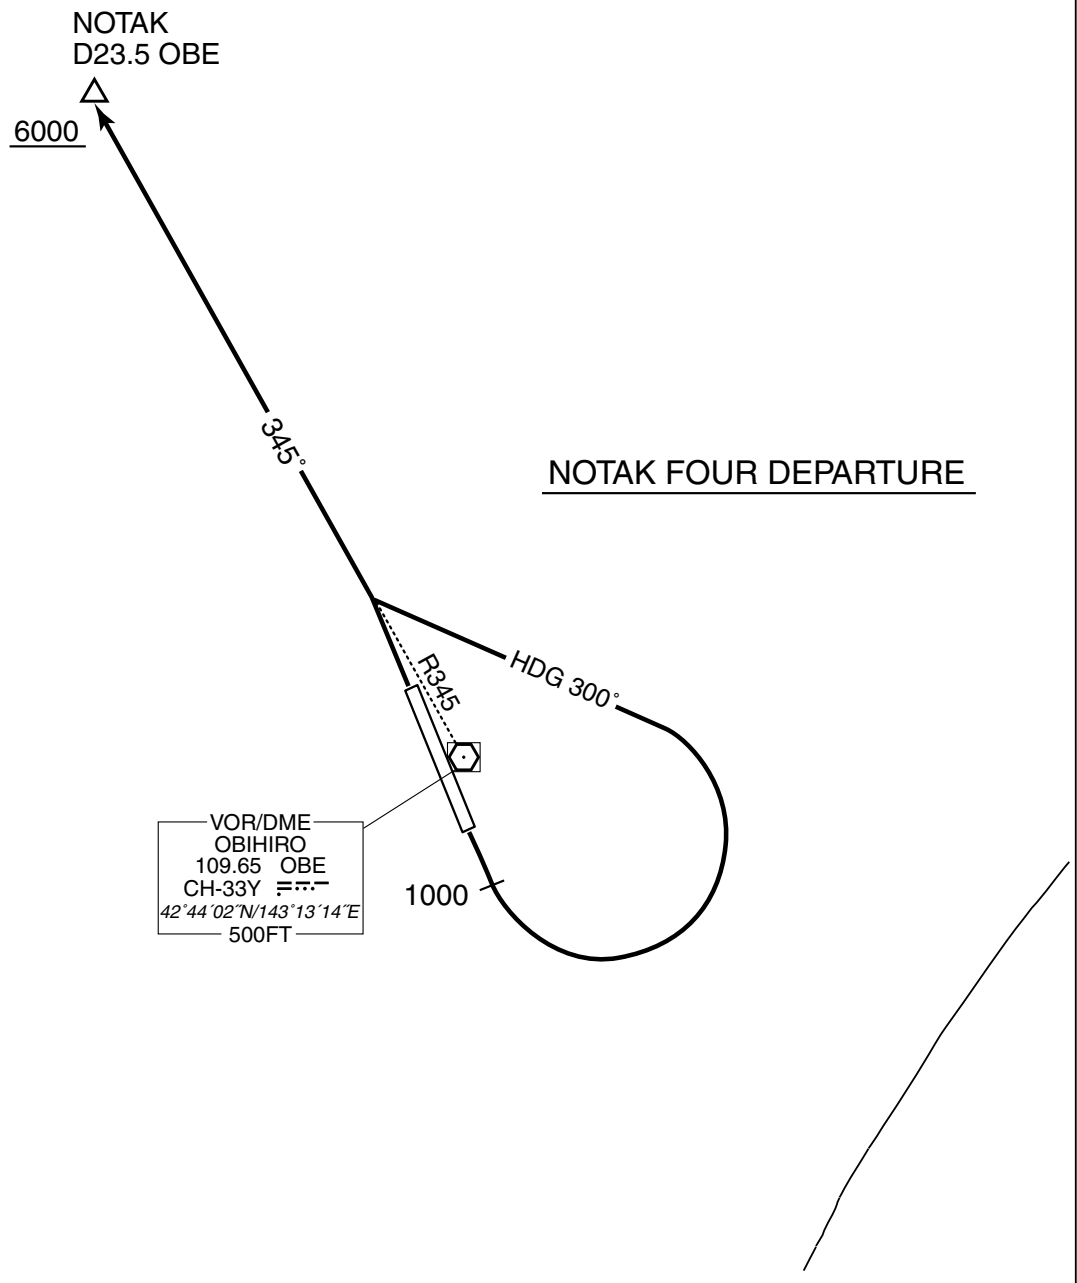 NOTAK
D23.5 OBE
6000
345°
NOTAK FOUR DEPARTURE
R345
HDG 300°
VOR/DME
OBIHIRO
109.65 OBE
CH-33Y
42°44′02″N/143°13′14″E
500FT
1000